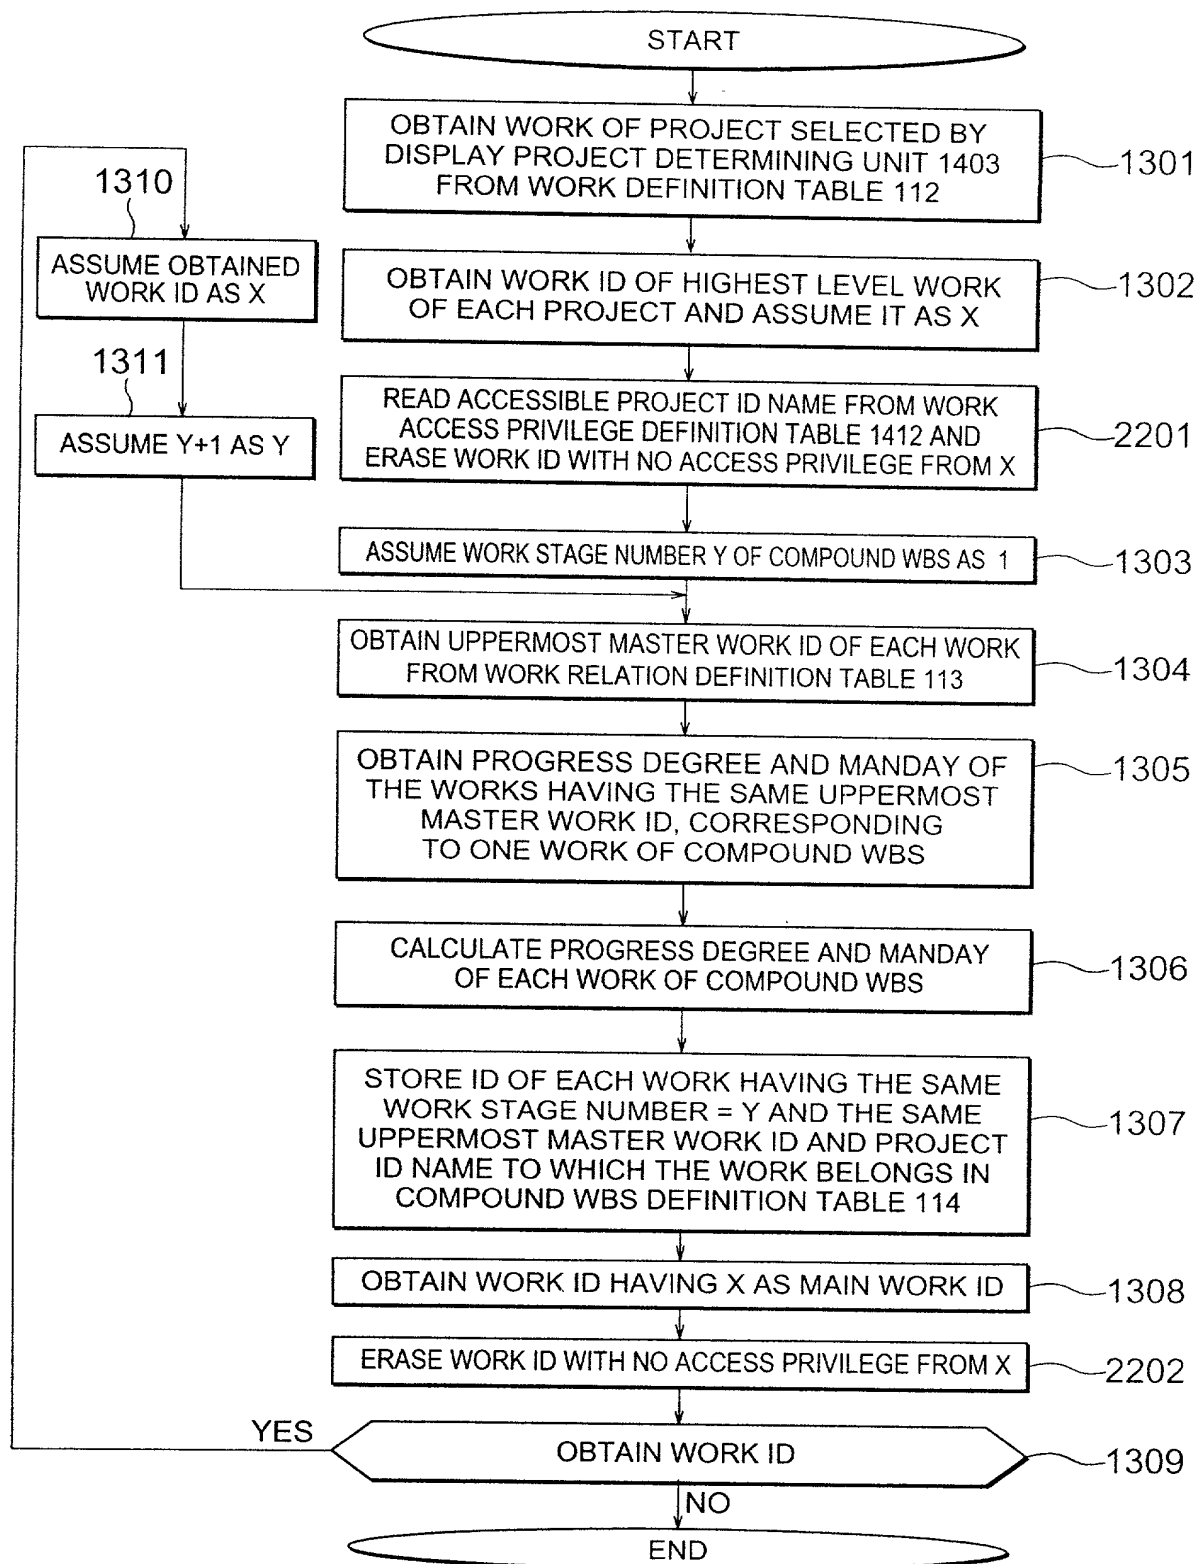 START
OBTAIN WORK OF PROJECT SELECTED BY
DISPLAY PROJECT DETERMINING UNIT 1403
FROM WORK DEFINITION TABLE 112
1301
1310
ASSUME OBTAINED
WORK ID AS X
OBTAIN WORK ID OF HIGHEST LEVEL WORK
OF EACH PROJECT AND ASSUME IT AS X
1302
1311
ASSUME Y+1 AS Y
READ ACCESSIBLE PROJECT ID NAME FROM WORK
ACCESS PRIVILEGE DEFINITION TABLE 1412 AND
ERASE WORK ID WITH NO ACCESS PRIVILEGE FROM X
2201
ASSUME WORK STAGE NUMBER Y OF COMPOUND WBS AS 1
1303
OBTAIN UPPERMOST MASTER WORK ID OF EACH WORK
FROM WORK RELATION DEFINITION TABLE 113
1304
OBTAIN PROGRESS DEGREE AND MANDAY OF
THE WORKS HAVING THE SAME UPPERMOST
MASTER WORK ID, CORRESPONDING
TO ONE WORK OF COMPOUND WBS
1305
CALCULATE PROGRESS DEGREE AND MANDAY
OF EACH WORK OF COMPOUND WBS
1306
STORE ID OF EACH WORK HAVING THE SAME
WORK STAGE NUMBER = Y AND THE SAME
UPPERMOST MASTER WORK ID AND PROJECT
ID NAME TO WHICH THE WORK BELONGS IN
COMPOUND WBS DEFINITION TABLE 114
1307
OBTAIN WORK ID HAVING X AS MAIN WORK ID
1308
ERASE WORK ID WITH NO ACCESS PRIVILEGE FROM X
2202
YES
OBTAIN WORK ID
1309
NO
END